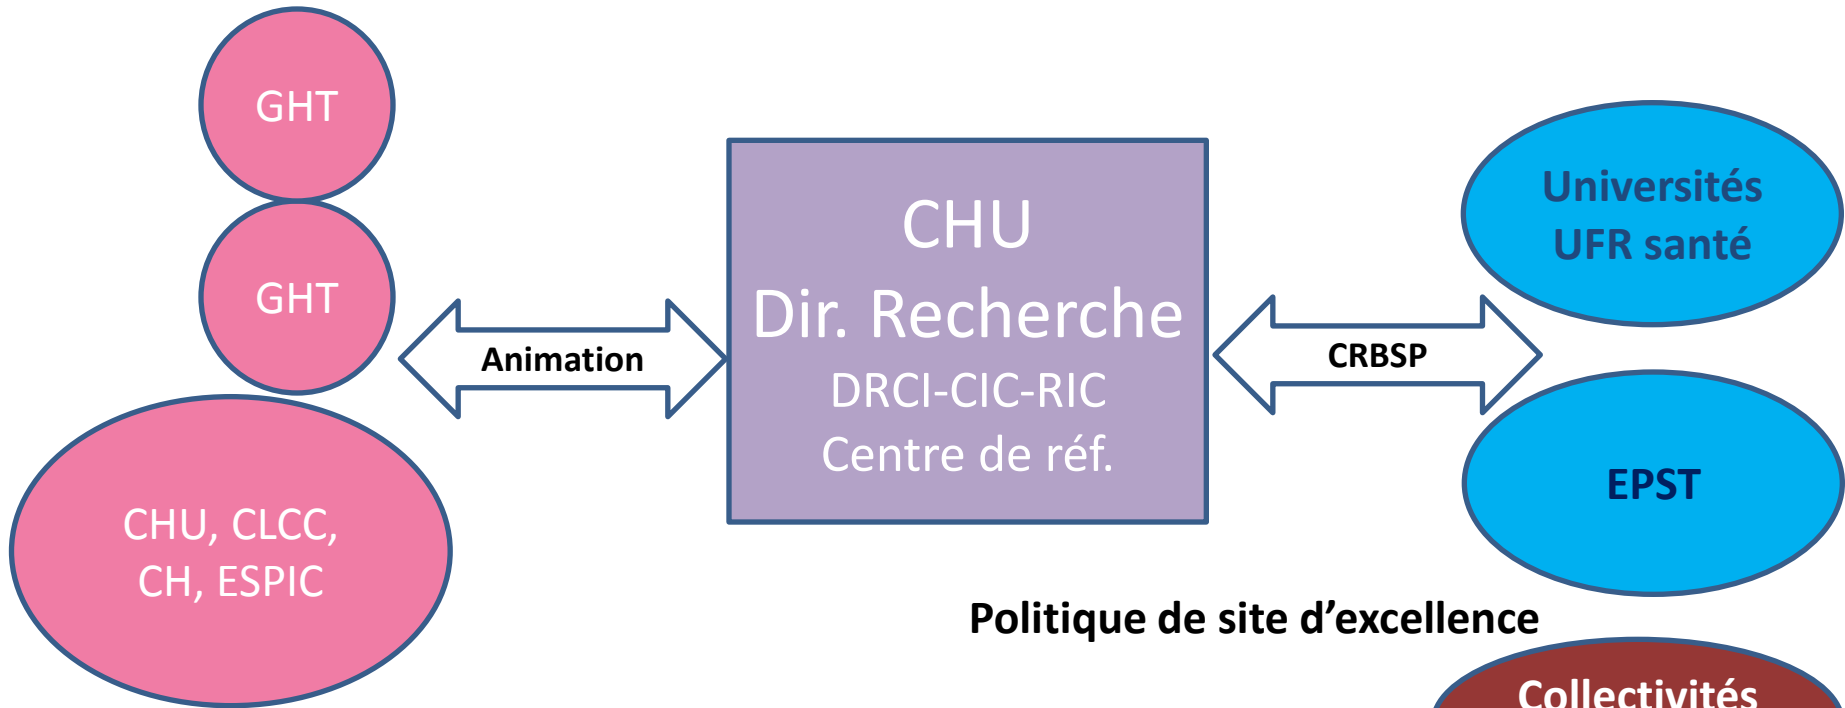 GHT
GHT
CHU, CLCC,
CH, ESPIC
Animation
CHU
Dir. Recherche
DRCI-CIC-RIC
Centre de réf.
CRBSP
Universités
UFR santé
EPST
Politique de site d’excellence
Collectivités